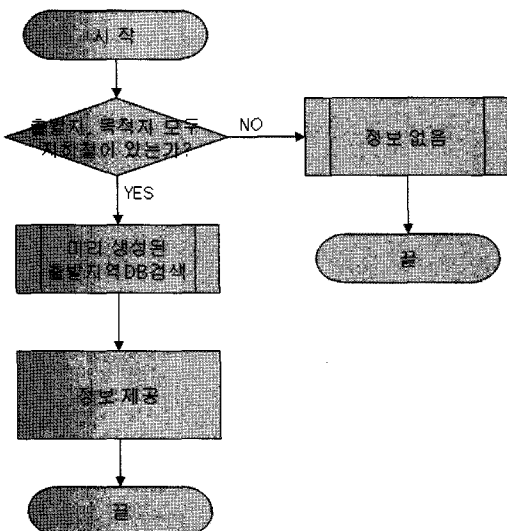 시 작
출발지, 목적지 모두
지하철이 있는가?
NO
정보 없음
YES
끝
미리 생성된
출발지역DB검색
정보 제공
끝